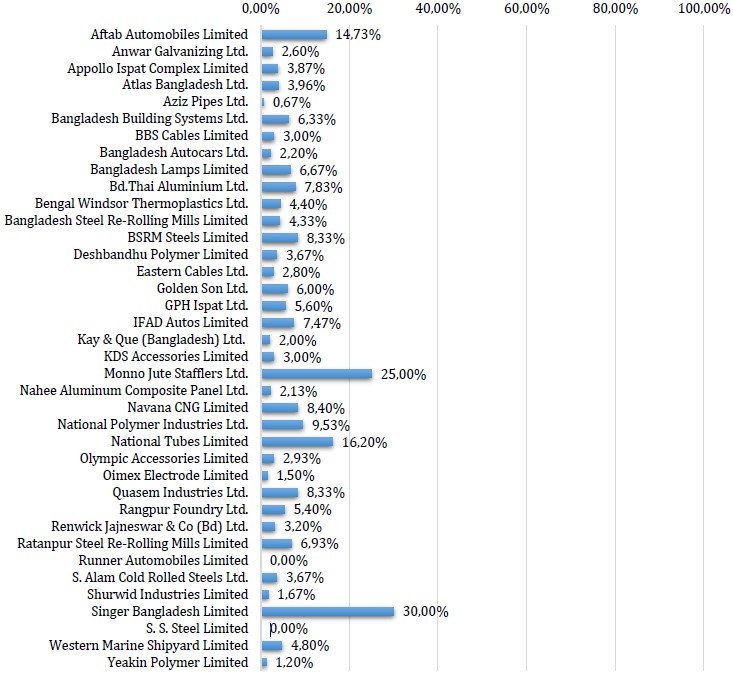 0,00% 20,00% 40,00% 60,00% 80,00% 100,00%
Aftab Automobiles Limited 14,73%
Anwar Galvanizing Ltd. 2,60%
Appollo Ispat Complex Limited 3,87%
Atlas Bangladesh Ltd. 3,96%
Aziz Pipes Ltd. 0,67%
Bangladesh Building Systems Ltd. 6,33%
BBS Cables Limited 3,00%
Bangladesh Autocars Ltd. 2,20%
Bangladesh Lamps Limited 6,67%
Bd.Thai Aluminium Ltd. 7,83%
Bengal Windsor Thermoplastics Ltd. 4,40%
Bangladesh Steel Re-Rolling Mills Limited 4,33%
BSRM Steels Limited 8,33%
Deshbandhu Polymer Limited 3,67%
Eastern Cables Ltd. 2,80%
Golden Son Ltd. 6,00%
GPH Ispat Ltd. 5,60%
IFAD Autos Limited 7,47%
Kay & Que (Bangladesh) Ltd. 2,00%
KDS Accessories Limited 3,00%
Monno Jute Stafflers Ltd. 25,00%
Nahee Aluminum Composite Panel Ltd. 2,13%
Navana CNG Limited 8,40%
National Polymer Industries Ltd. 9,53%
National Tubes Limited 16,20%
Olympic Accessories Limited 2,93%
Oimex Electrode Limited 1,50%
Quasem Industries Ltd. 8,33%
Rangpur Foundry Ltd. 5,40%
Renwick Jajneswar & Co (Bd) Ltd. 3,20%
Ratanpur Steel Re-Rolling Mills Limited 6,93%
Runner Automobiles Limited 0,00%
S. Alam Cold Rolled Steels Ltd. 3,67%
Shurwid Industries Limited 1,67%
Singer Bangladesh Limited 30,00%
S. S. Steel Limited 0,00%
Western Marine Shipyard Limited 4,80%
Yeakin Polymer Limited 1,20%